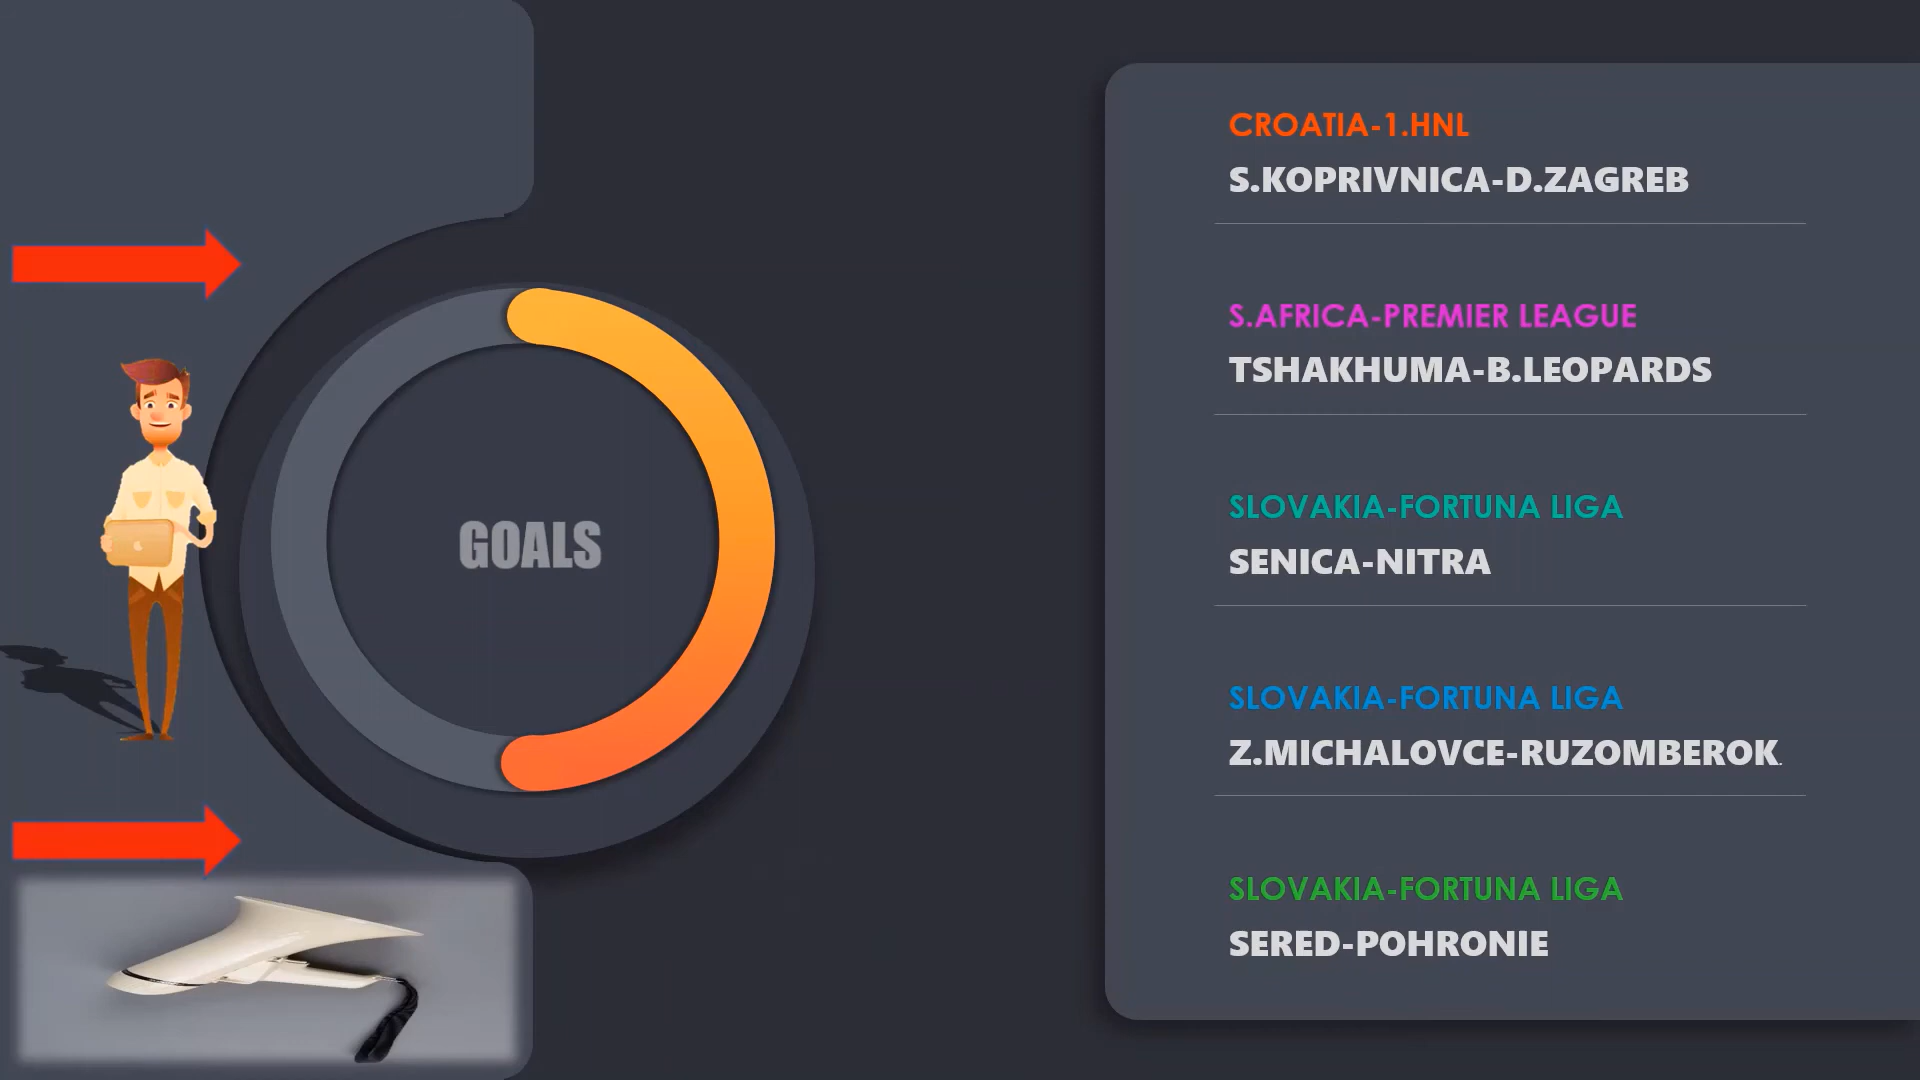 GOALS
CROATIA-1.HNL
S.KOPRIVNICA-D.ZAGREB
S.AFRICA-PREMIER LEAGUE
TSHAKHUMA-B.LEOPARDS
SLOVAKIA-FORTUNA LIGA
SENICA-NITRA
SLOVAKIA-FORTUNA LIGA
Z.MICHALOVCE-RUZOMBEROK.
SLOVAKIA-FORTUNA LIGA
SERED-POHRONIE